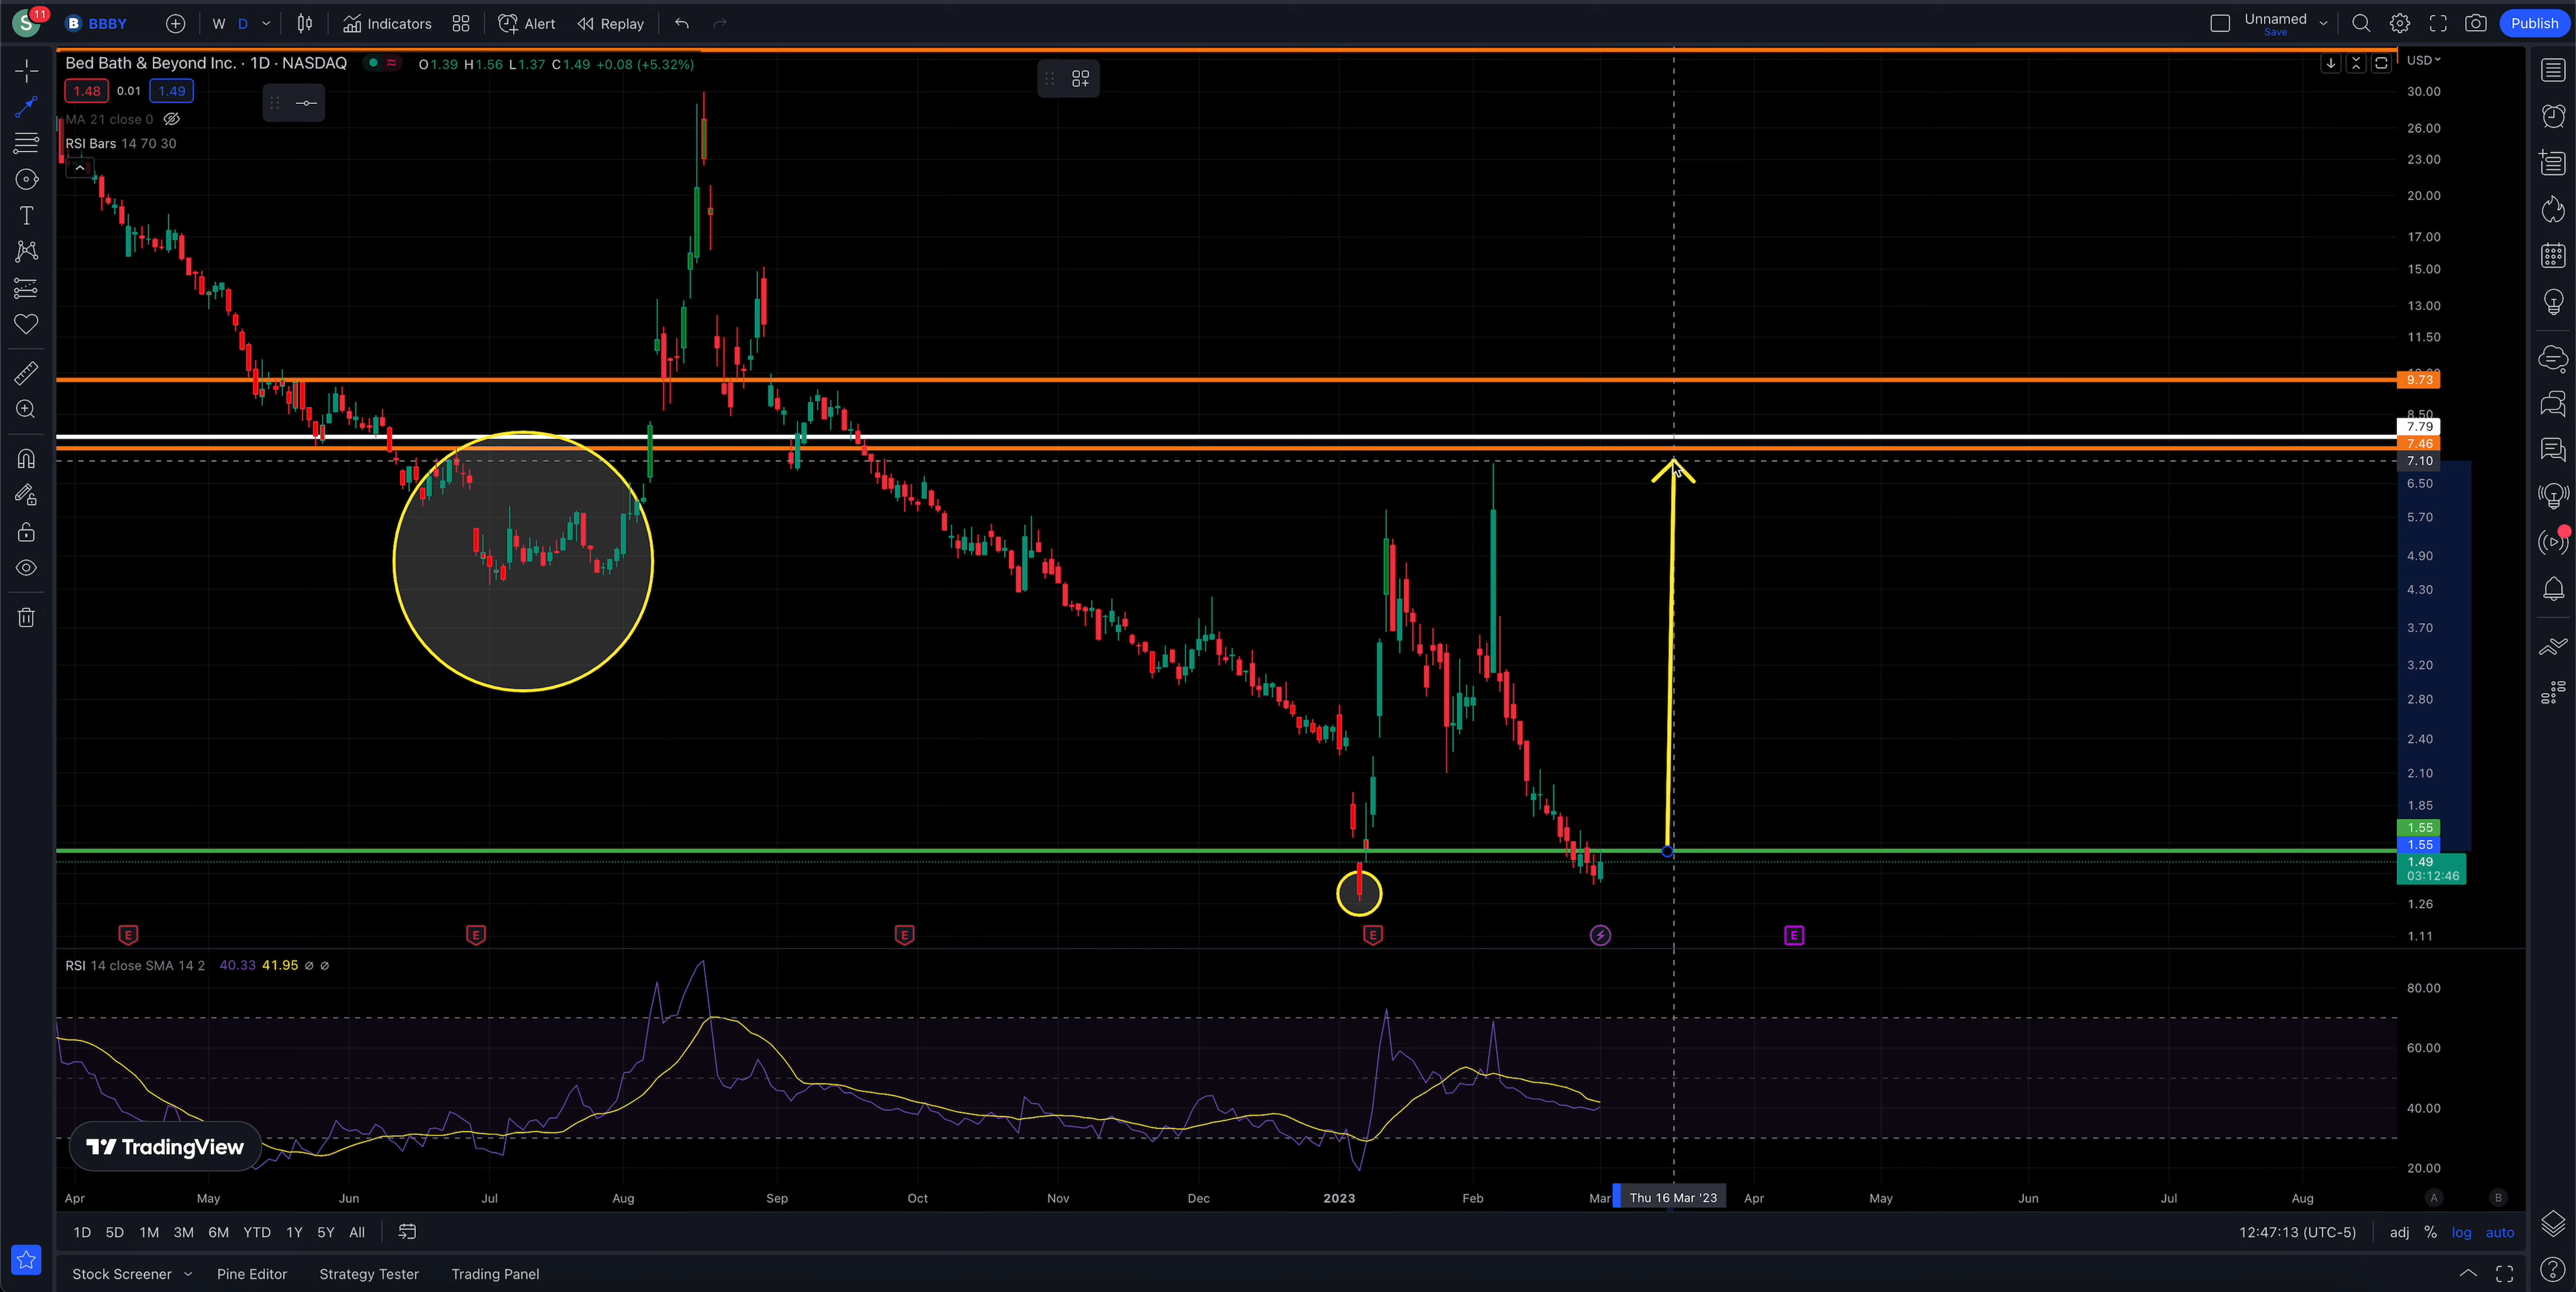 S 11 B BBBY W D Indicators Alert Replay Unnamed Save Publish
Bed Bath & Beyond Inc. · 1D · NASDAQ O1.39 H1.56 L1.37 C1.49 +0.08 (+5.32%)
1.48 0.01 1.49
MA 21 close 0
RSI Bars 14 70 30
USD
30.00
26.00
23.00
20.00
17.00
15.00
13.00
11.50
9.73
8.50
7.79
7.46
7.10
6.50
5.70
4.90
4.30
3.70
3.20
2.80
2.40
2.10
1.85
1.55
1.55
1.49
03:12:46
1.26
1.11
E E E E E
RSI 14 close SMA 14 2 40.33 41.95 ∅ ∅
80.00
60.00
40.00
20.00
TradingView
Apr May Jun Jul Aug Sep Oct Nov Dec 2023 Feb Mar Thu 16 Mar '23 Apr May Jun Jul Aug A B
1D 5D 1M 3M 6M YTD 1Y 5Y All 12:47:13 (UTC-5) adj % log auto
Stock Screener Pine Editor Strategy Tester Trading Panel